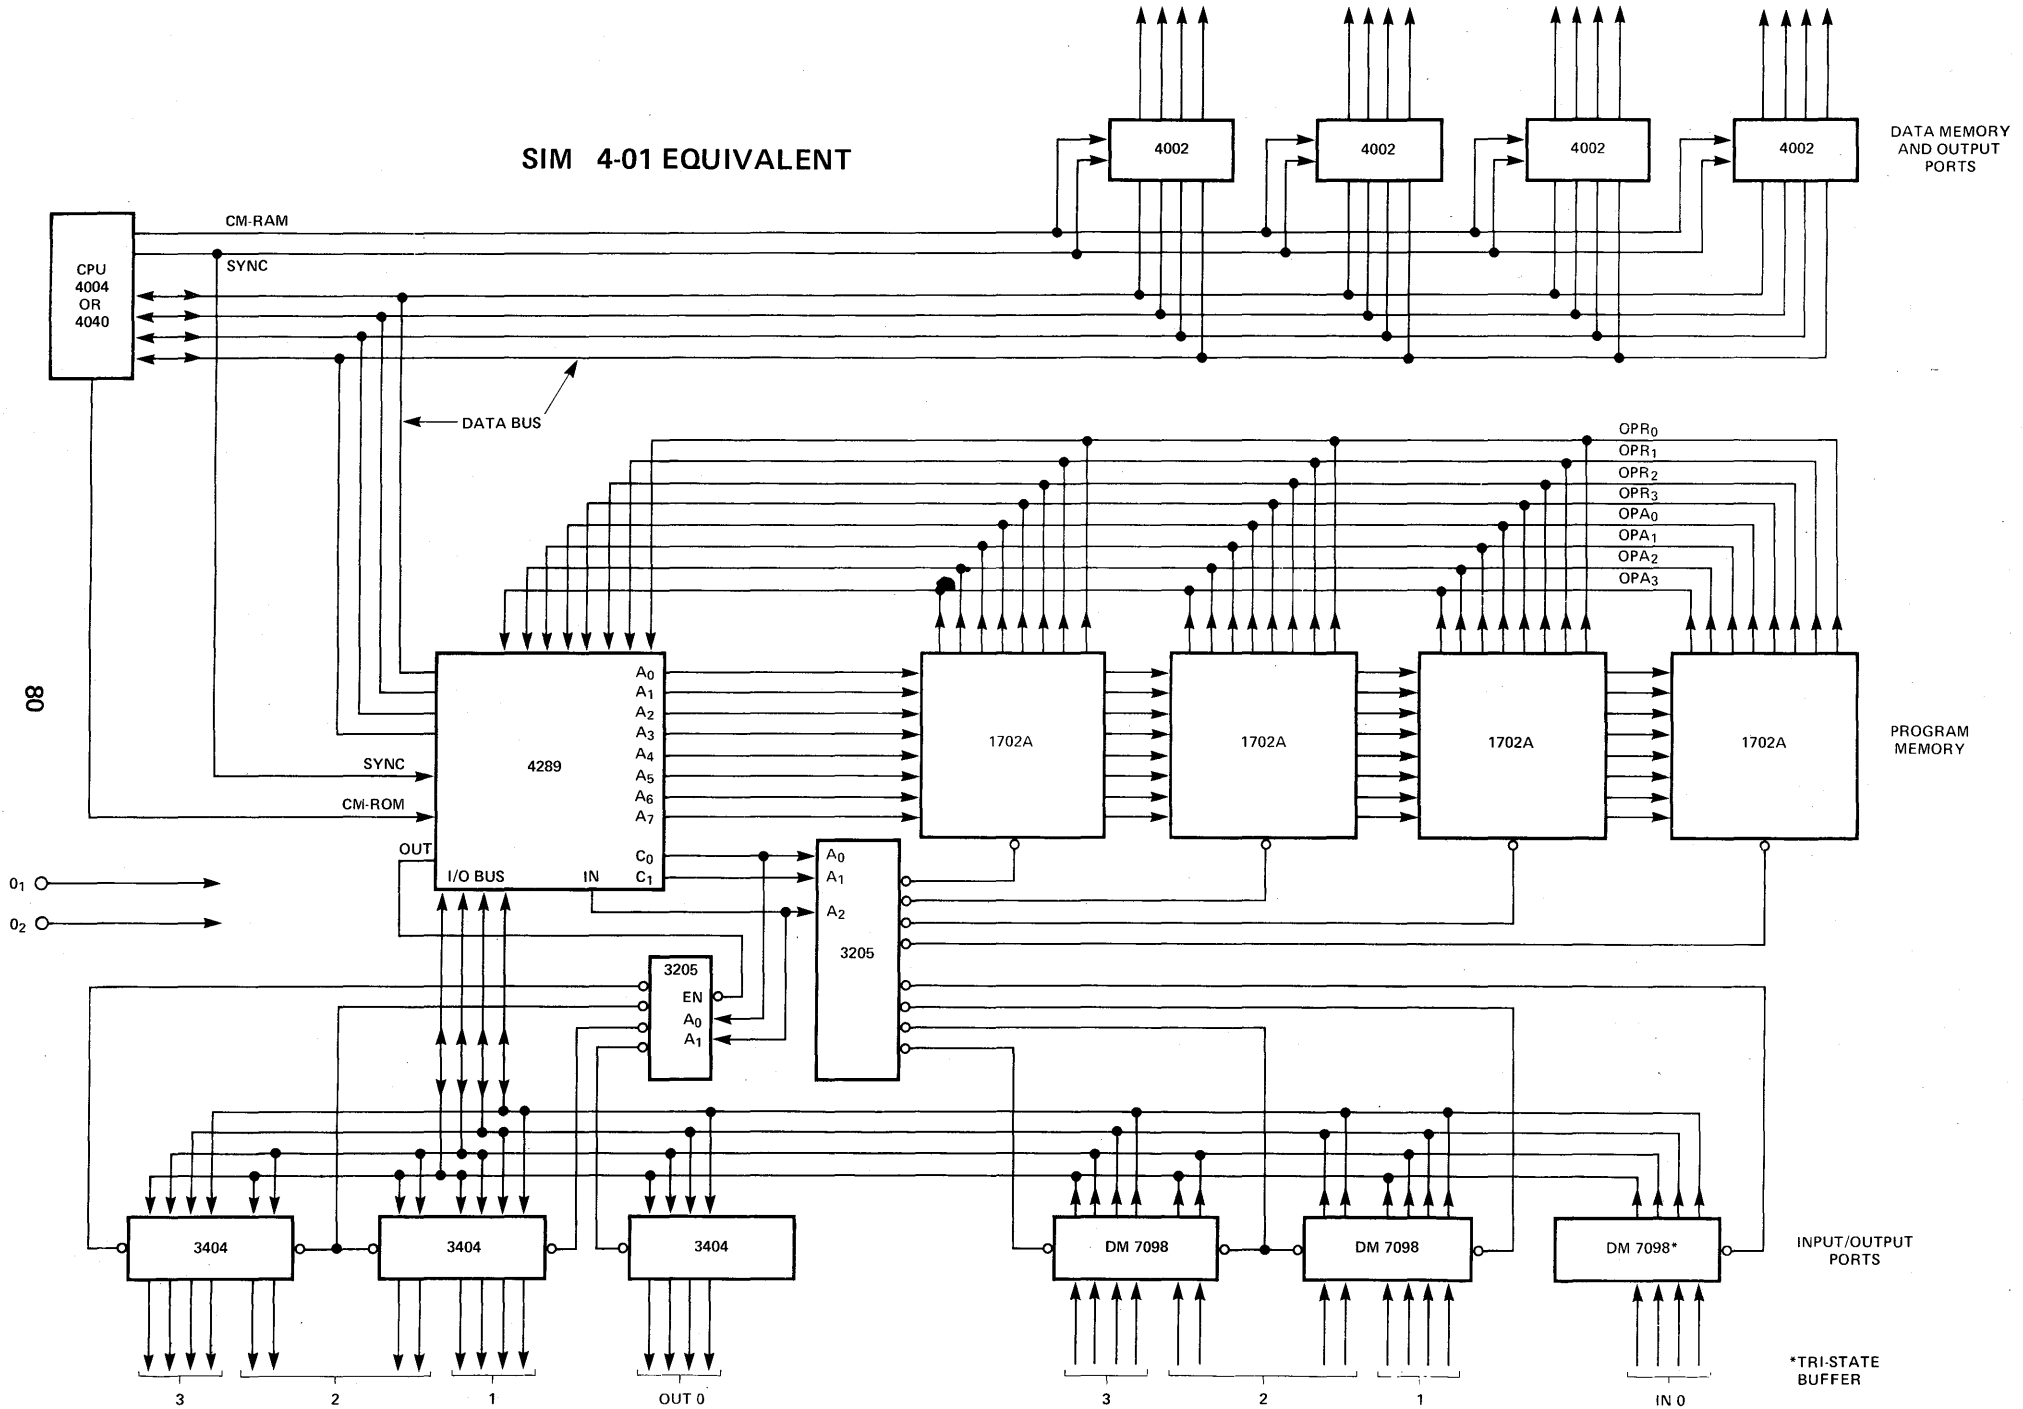 SIM 4-01 EQUIVALENT
4002
4002
4002
4002
DATA MEMORY
AND OUTPUT
PORTS
CM-RAM
SYNC
CPU
4004
OR
4040
DATA BUS
OPR0
OPR1
OPR2
OPR3
OPA0
OPA1
OPA2
OPA3
80
4289
A0
A1
A2
A3
A4
A5
A6
A7
C0
C1
SYNC
CM-ROM
OUT
I/O BUS
IN
1702A
1702A
1702A
1702A
PROGRAM
MEMORY
01
02
A0
A1
A2
3205
3205
EN
A0
A1
3404
3404
3404
DM 7098
DM 7098
DM 7098*
INPUT/OUTPUT
PORTS
3
2
1
OUT 0
3
2
1
IN 0
*TRI-STATE
BUFFER